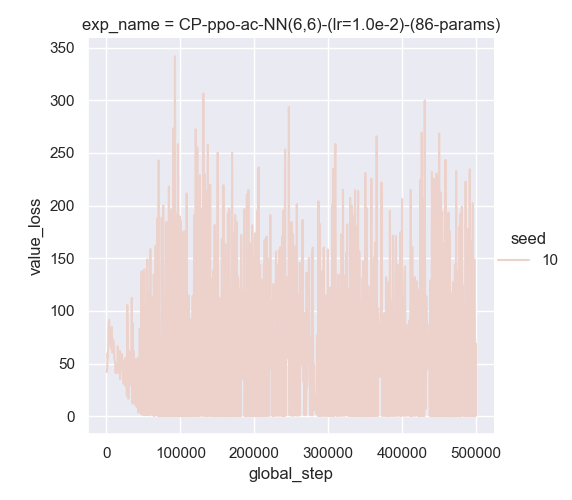 exp_name = CP-ppo-ac-NN(6,6)-(lr=1.0e-2)-(86-params)
350
300
250
200
150
100
50
0
value_loss
0 100000 200000 300000 400000 500000
global_step
seed
10